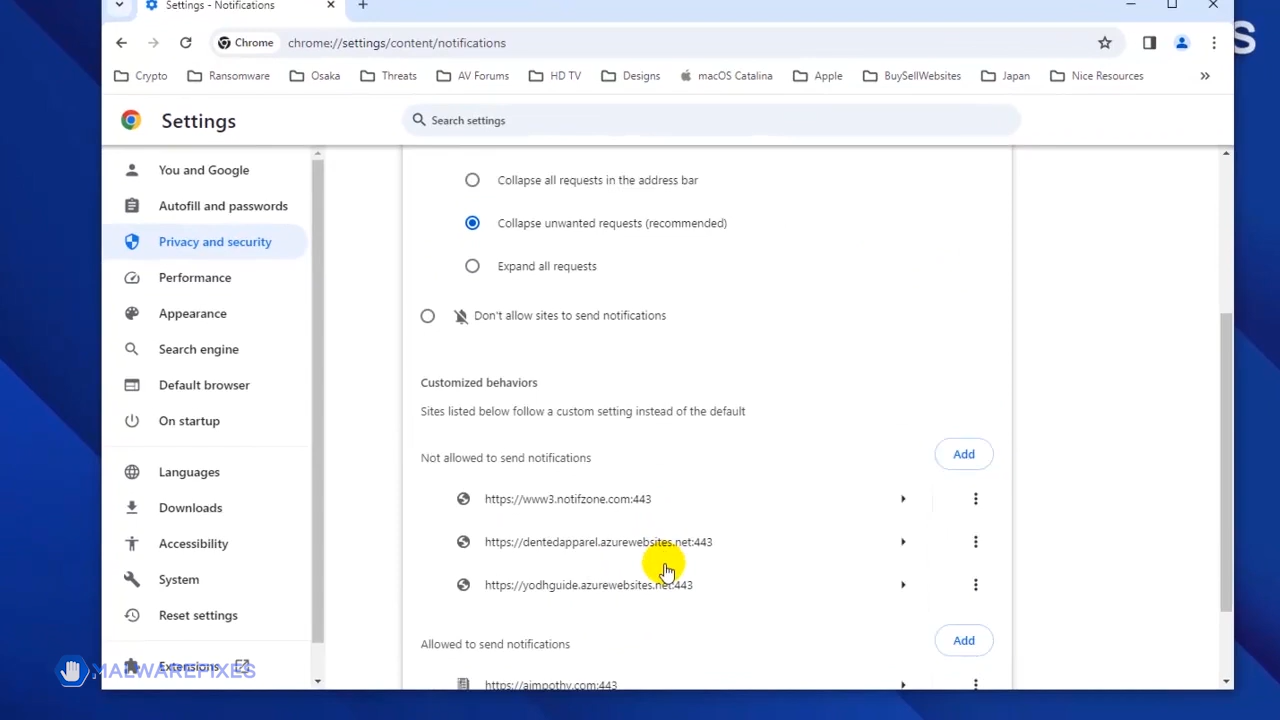 Settings - Notifications
Chrome chrome://settings/content/notifications
Crypto Ransomware Osaka Threats AV Forums HD TV Designs macOS Catalina Apple BuySellWebsites Japan Nice Resources »
S
Settings
Search settings
You and Google
Autofill and passwords
Privacy and security
Performance
Appearance
Search engine
Default browser
On startup
Languages
Downloads
Accessibility
System
Reset settings
Extensions
MALWAREFIXES
Collapse all requests in the address bar
Collapse unwanted requests (recommended)
Expand all requests
Don't allow sites to send notifications
Customized behaviors
Sites listed below follow a custom setting instead of the default
Not allowed to send notifications Add
https://www3.notifzone.com:443
https://dentedapparel.azurewebsites.net:443
https://yodhguide.azurewebsites.net:443
Allowed to send notifications Add
https://aimpothy.com:443